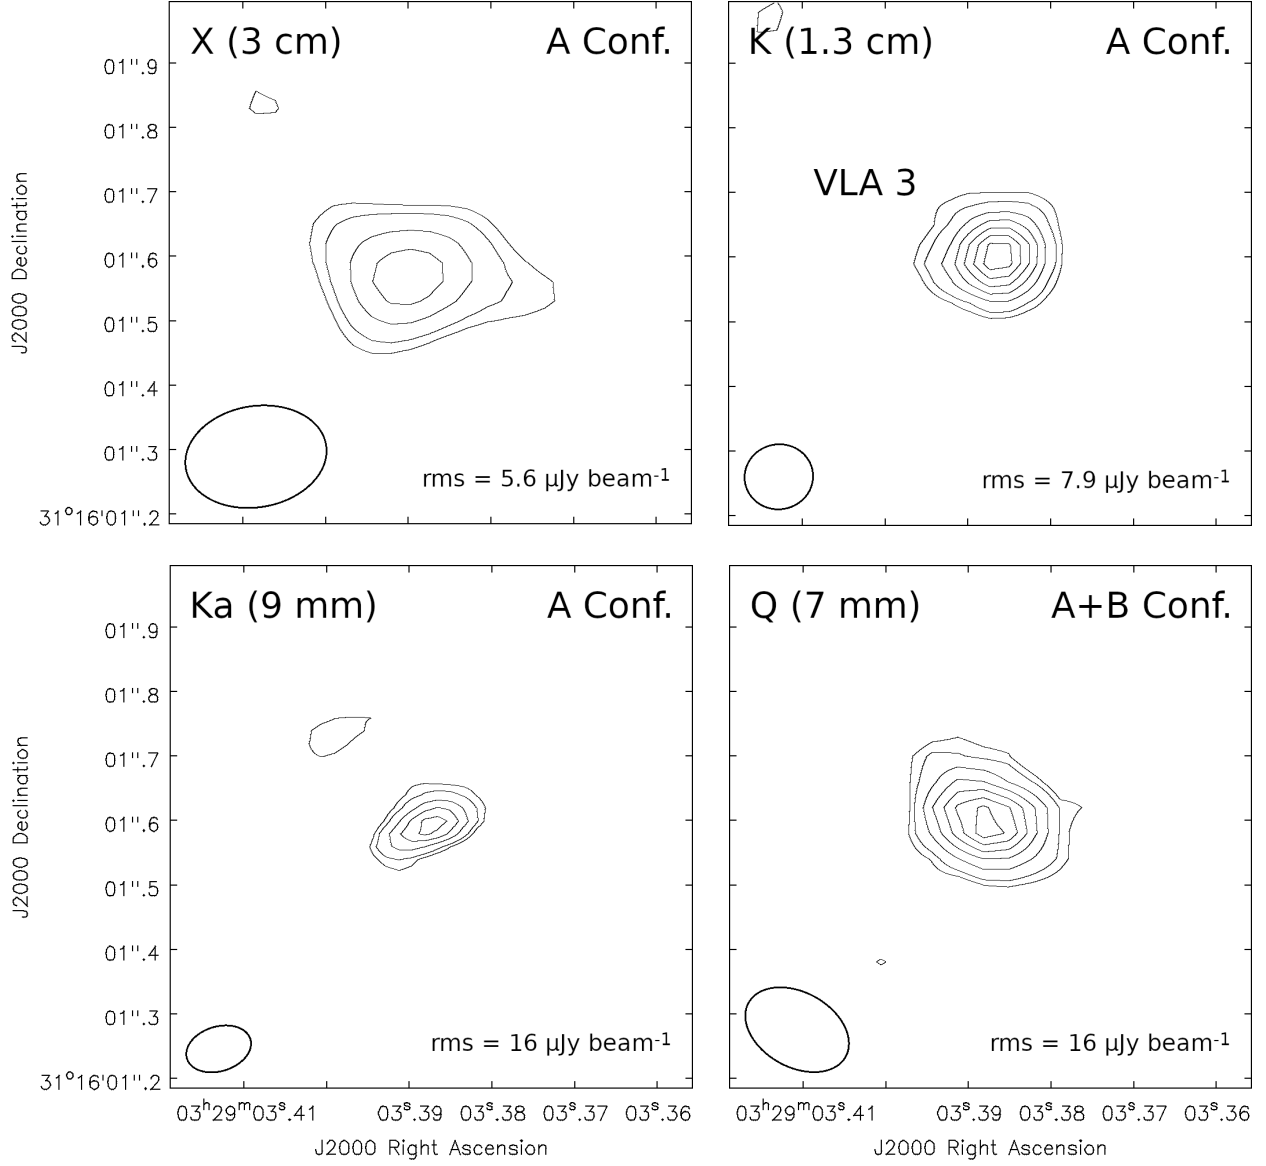 X (3 cm) A Conf.
K (1.3 cm) A Conf.
01".9
01".8
01".7
01".6
01".5
01".4
01".3
31°16'01".2
J2000 Declination
VLA 3
rms = 5.6 µJy beam-1
rms = 7.9 µJy beam-1
Ka (9 mm) A Conf.
Q (7 mm) A+B Conf.
01".9
01".8
01".7
01".6
01".5
01".4
01".3
31°16'01".2
J2000 Declination
rms = 16 µJy beam-1
rms = 16 µJy beam-1
03h29m03s.41 03s.39 03s.38 03s.37 03s.36
03h29m03s.41 03s.39 03s.38 03s.37 03s.36
J2000 Right Ascension
J2000 Right Ascension